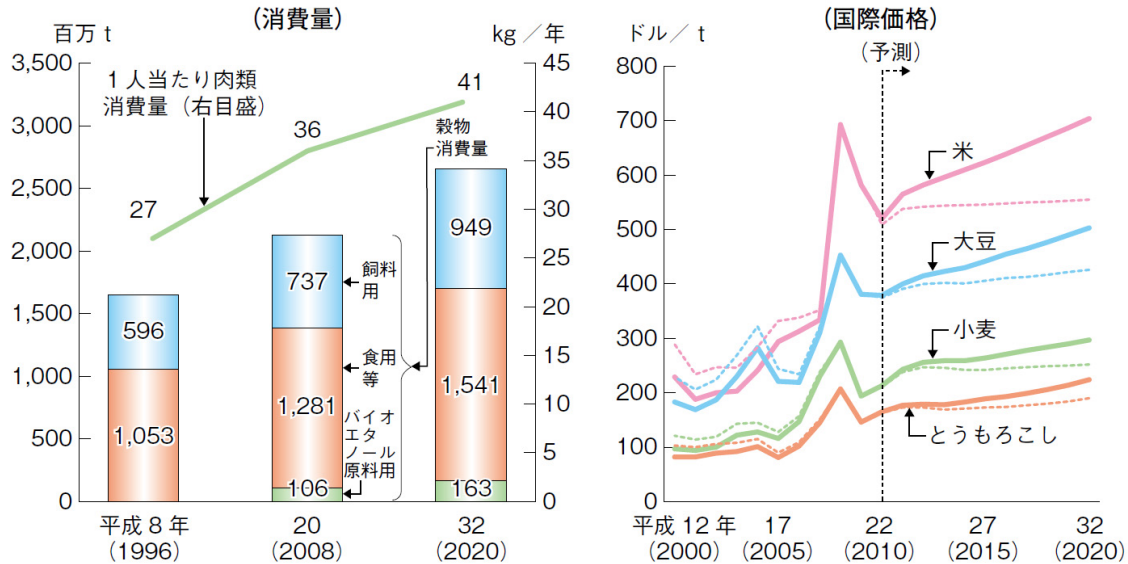 (消費量)
百万 t
kg ／年
3,500
3,000
2,500
2,000
1,500
1,000
500
0
45
40
35
30
25
20
15
10
5
0
1人当たり肉類
消費量（右目盛）
27
36
41
穀物
消費量
596
1,053
737
1,281
106
949
1,541
163
飼料
用
食用
等
バイオ
エタ
ノール
原料用
平成 8 年
(1996)
20
(2008)
32
(2020)
(国際価格)
ドル／ t
(予測)
800
700
600
500
400
300
200
100
0
米
大豆
小麦
とうもろこし
平成 12 年
(2000)
17
(2005)
22
(2010)
27
(2015)
32
(2020)